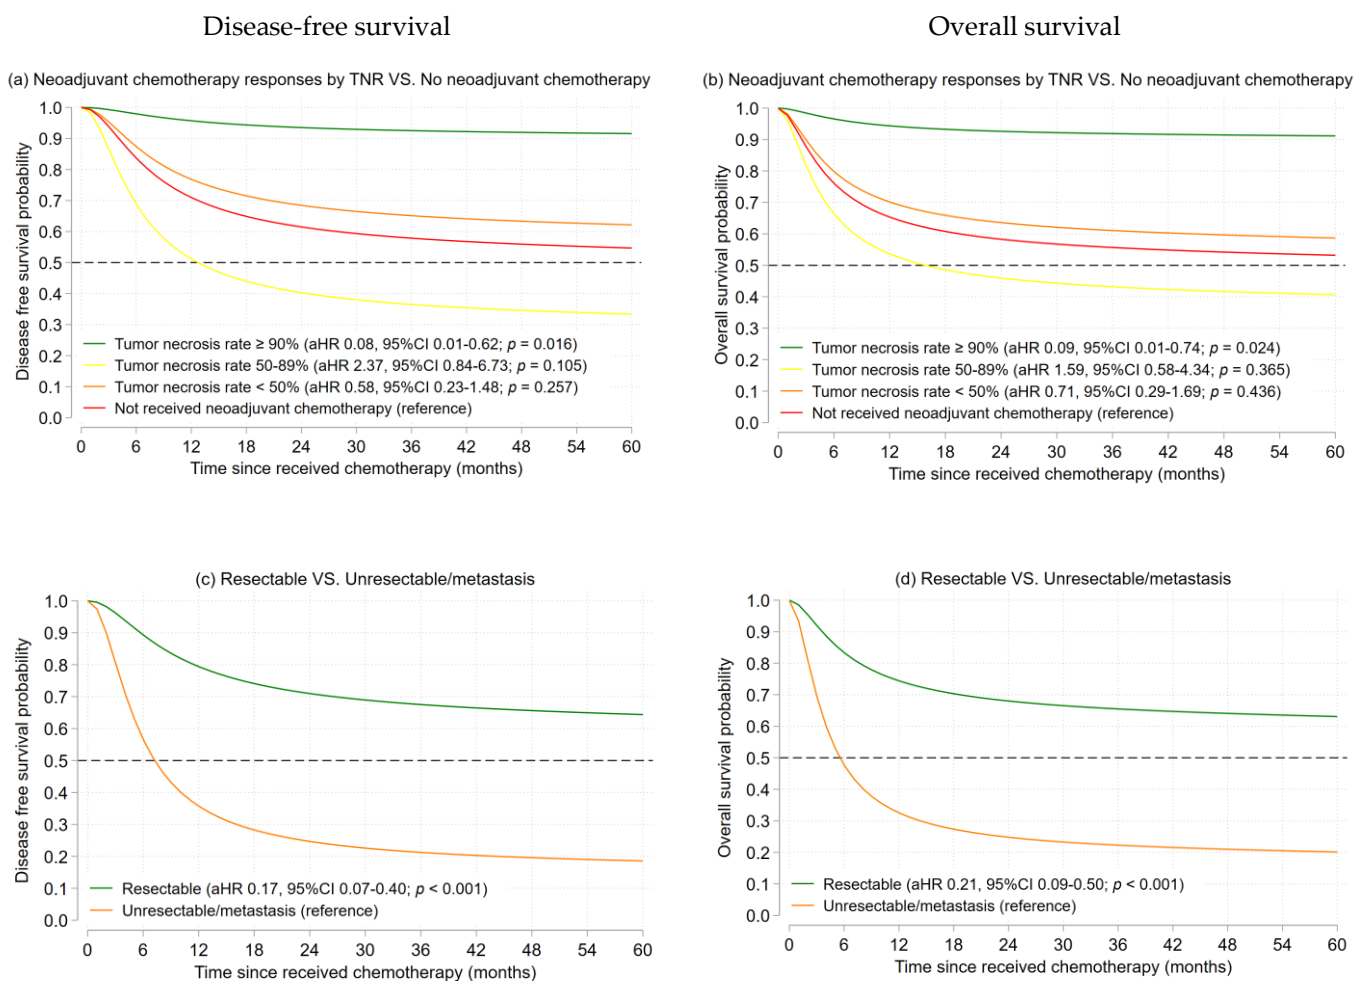 Disease-free survival
Overall survival
(a) Neoadjuvant chemotherapy responses by TNR VS. No neoadjuvant chemotherapy
Disease free survival probability
1.0
0.9
0.8
0.7
0.6
0.5
0.4
0.3
0.2
0.1
0.0
Tumor necrosis rate ≥ 90% (aHR 0.08, 95%CI 0.01-0.62; p = 0.016)
Tumor necrosis rate 50-89% (aHR 2.37, 95%CI 0.84-6.73; p = 0.105)
Tumor necrosis rate < 50% (aHR 0.58, 95%CI 0.23-1.48; p = 0.257)
Not received neoadjuvant chemotherapy (reference)
0 6 12 18 24 30 36 42 48 54 60
Time since received chemotherapy (months)
(b) Neoadjuvant chemotherapy responses by TNR VS. No neoadjuvant chemotherapy
Overall survival probability
1.0
0.9
0.8
0.7
0.6
0.5
0.4
0.3
0.2
0.1
0.0
Tumor necrosis rate ≥ 90% (aHR 0.09, 95%CI 0.01-0.74; p = 0.024)
Tumor necrosis rate 50-89% (aHR 1.59, 95%CI 0.58-4.34; p = 0.365)
Tumor necrosis rate < 50% (aHR 0.71, 95%CI 0.29-1.69; p = 0.436)
Not received neoadjuvant chemotherapy (reference)
0 6 12 18 24 30 36 42 48 54 60
Time since received chemotherapy (months)
(c) Resectable VS. Unresectable/metastasis
Disease free survival probability
1.0
0.9
0.8
0.7
0.6
0.5
0.4
0.3
0.2
0.1
0.0
Resectable (aHR 0.17, 95%CI 0.07-0.40; p < 0.001)
Unresectable/metastasis (reference)
0 6 12 18 24 30 36 42 48 54 60
Time since received chemotherapy (months)
(d) Resectable VS. Unresectable/metastasis
Overall survival probability
1.0
0.9
0.8
0.7
0.6
0.5
0.4
0.3
0.2
0.1
0.0
Resectable (aHR 0.21, 95%CI 0.09-0.50; p < 0.001)
Unresectable/metastasis (reference)
0 6 12 18 24 30 36 42 48 54 60
Time since received chemotherapy (months)